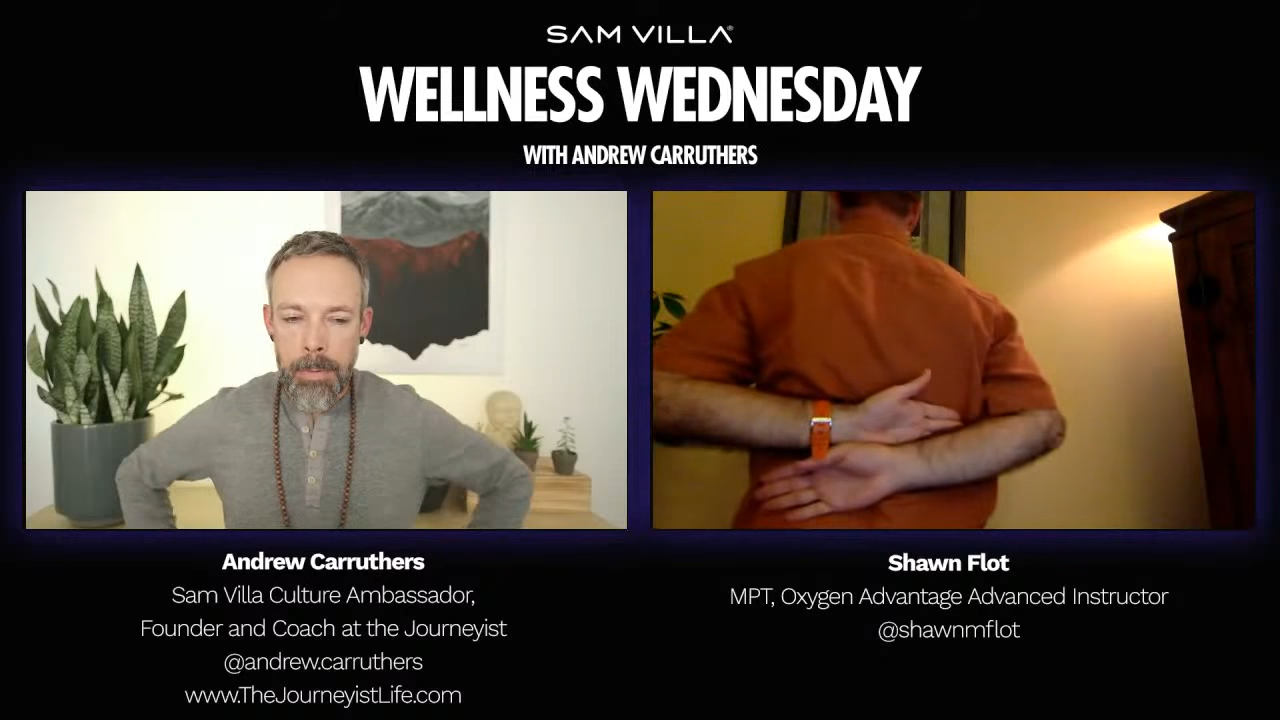 SAM VILLA®
WELLNESS WEDNESDAY
WITH ANDREW CARRUTHERS
Andrew Carruthers
Sam Villa Culture Ambassador,
Founder and Coach at the Journeyist
@andrew.carruthers
www.TheJourneyistLife.com
Shawn Flot
MPT, Oxygen Advantage Advanced Instructor
@shawnmflot